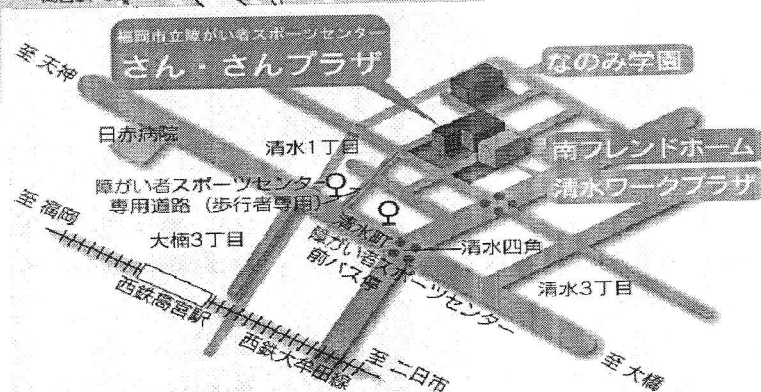 福岡市立障がい者スポーツセンター
さん・さんプラザ
なのみ学園
至天神
日赤病院
清水1丁目
南フレンドホーム
清水ワークプラザ
障がい者スポーツセンター
専用道路（歩行者専用）
至福岡
大楠3丁目
清水町
障がい者スポーツセンター
前バス停
清水四角
清水3丁目
西鉄高宮駅
西鉄大牟田線
至二日市
至大橋